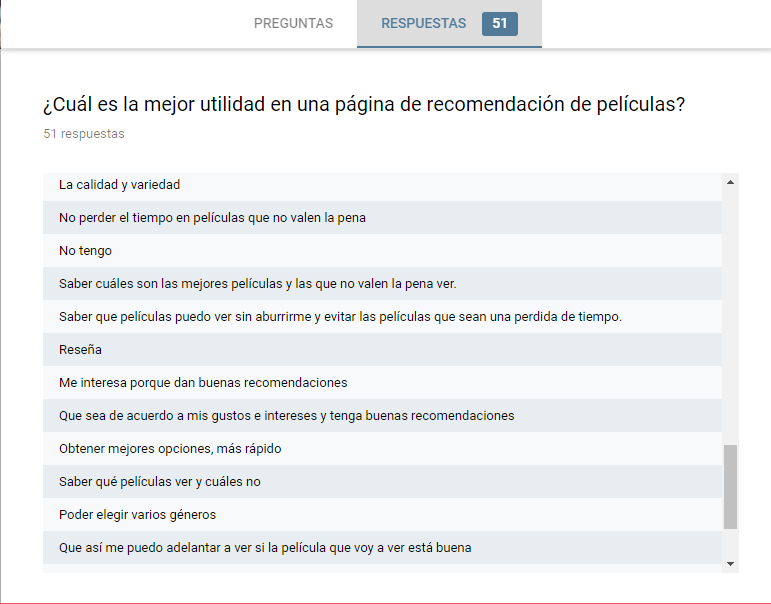 PREGUNTAS RESPUESTAS 51
¿Cuál es la mejor utilidad en una página de recomendación de películas?
51 respuestas
La calidad y variedad
No perder el tiempo en películas que no valen la pena
No tengo
Saber cuáles son las mejores películas y las que no valen la pena ver.
Saber que películas puedo ver sin aburrirme y evitar las películas que sean una perdida de tiempo.
Reseña
Me interesa porque dan buenas recomendaciones
Que sea de acuerdo a mis gustos e intereses y tenga buenas recomendaciones
Obtener mejores opciones, más rápido
Saber qué películas ver y cuáles no
Poder elegir varios géneros
Que así me puedo adelantar a ver si la película que voy a ver está buena